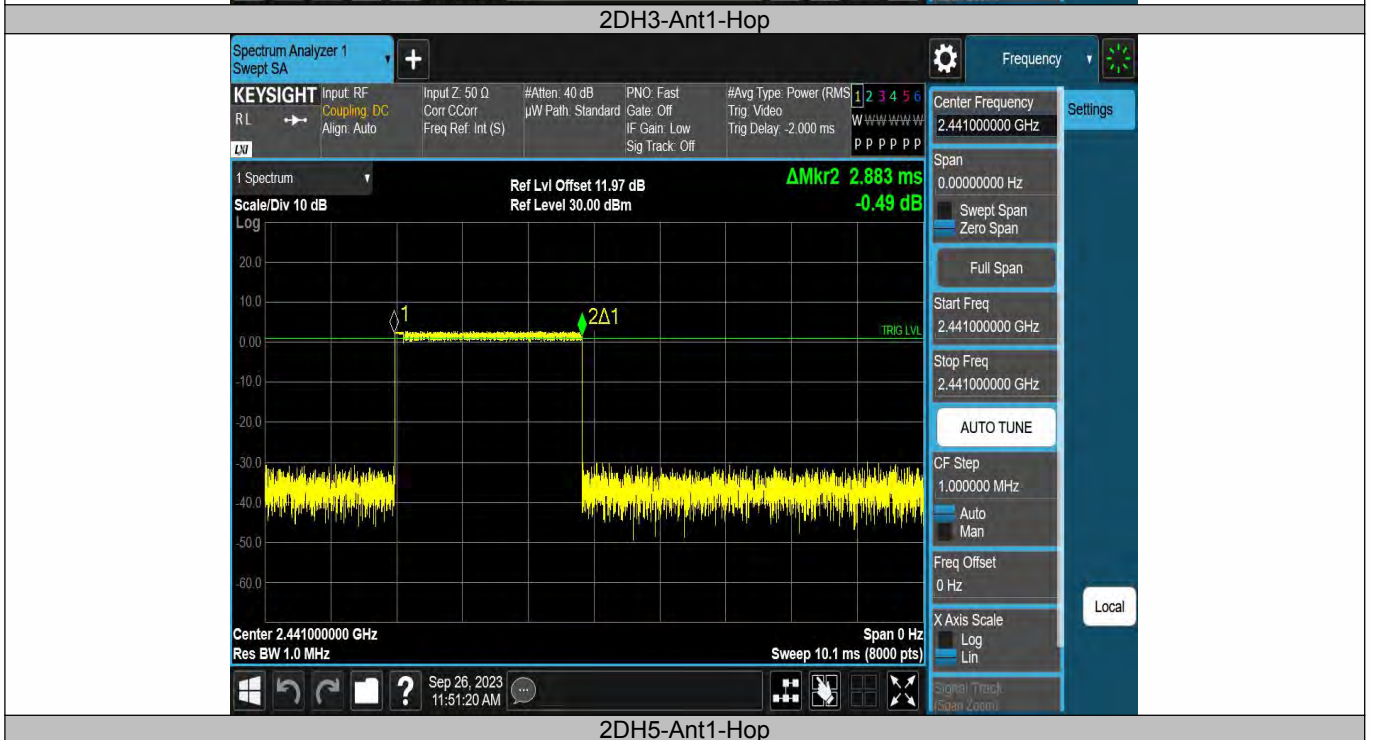 2DH3-Ant1-Hop
Spectrum Analyzer 1
Swept SA
+
Frequency
KEYSIGHT
RL
LXI
Input: RF
Coupling: DC
Align: Auto
Input Z: 50 Ω
Corr CCorr
Freq Ref: Int (S)
#Atten: 40 dB
µW Path: Standard
PNO: Fast
Gate: Off
IF Gain: Low
Sig Track: Off
#Avg Type: Power (RMS
Trig: Video
Trig Delay: -2.000 ms
1 2 3 4 5 6
W W W W W W
P P P P P P
Center Frequency
2.441000000 GHz
Settings
Span
0.00000000 Hz
Swept Span
Zero Span
Full Span
Start Freq
2.441000000 GHz
Stop Freq
2.441000000 GHz
AUTO TUNE
CF Step
1.000000 MHz
Auto
Man
Freq Offset
0 Hz
X Axis Scale
Log
Lin
Signal Track
(Span Zoom)
Local
1 Spectrum
Scale/Div 10 dB
Log
Ref Lvl Offset 11.97 dB
Ref Level 30.00 dBm
ΔMkr2 2.883 ms
-0.49 dB
20.0
10.0
0.00
-10.0
-20.0
-30.0
-40.0
-50.0
-60.0
1
2Δ1
TRIG LVL
Center 2.441000000 GHz
Res BW 1.0 MHz
Span 0 Hz
Sweep 10.1 ms (8000 pts)
?
Sep 26, 2023
11:51:20 AM
2DH5-Ant1-Hop